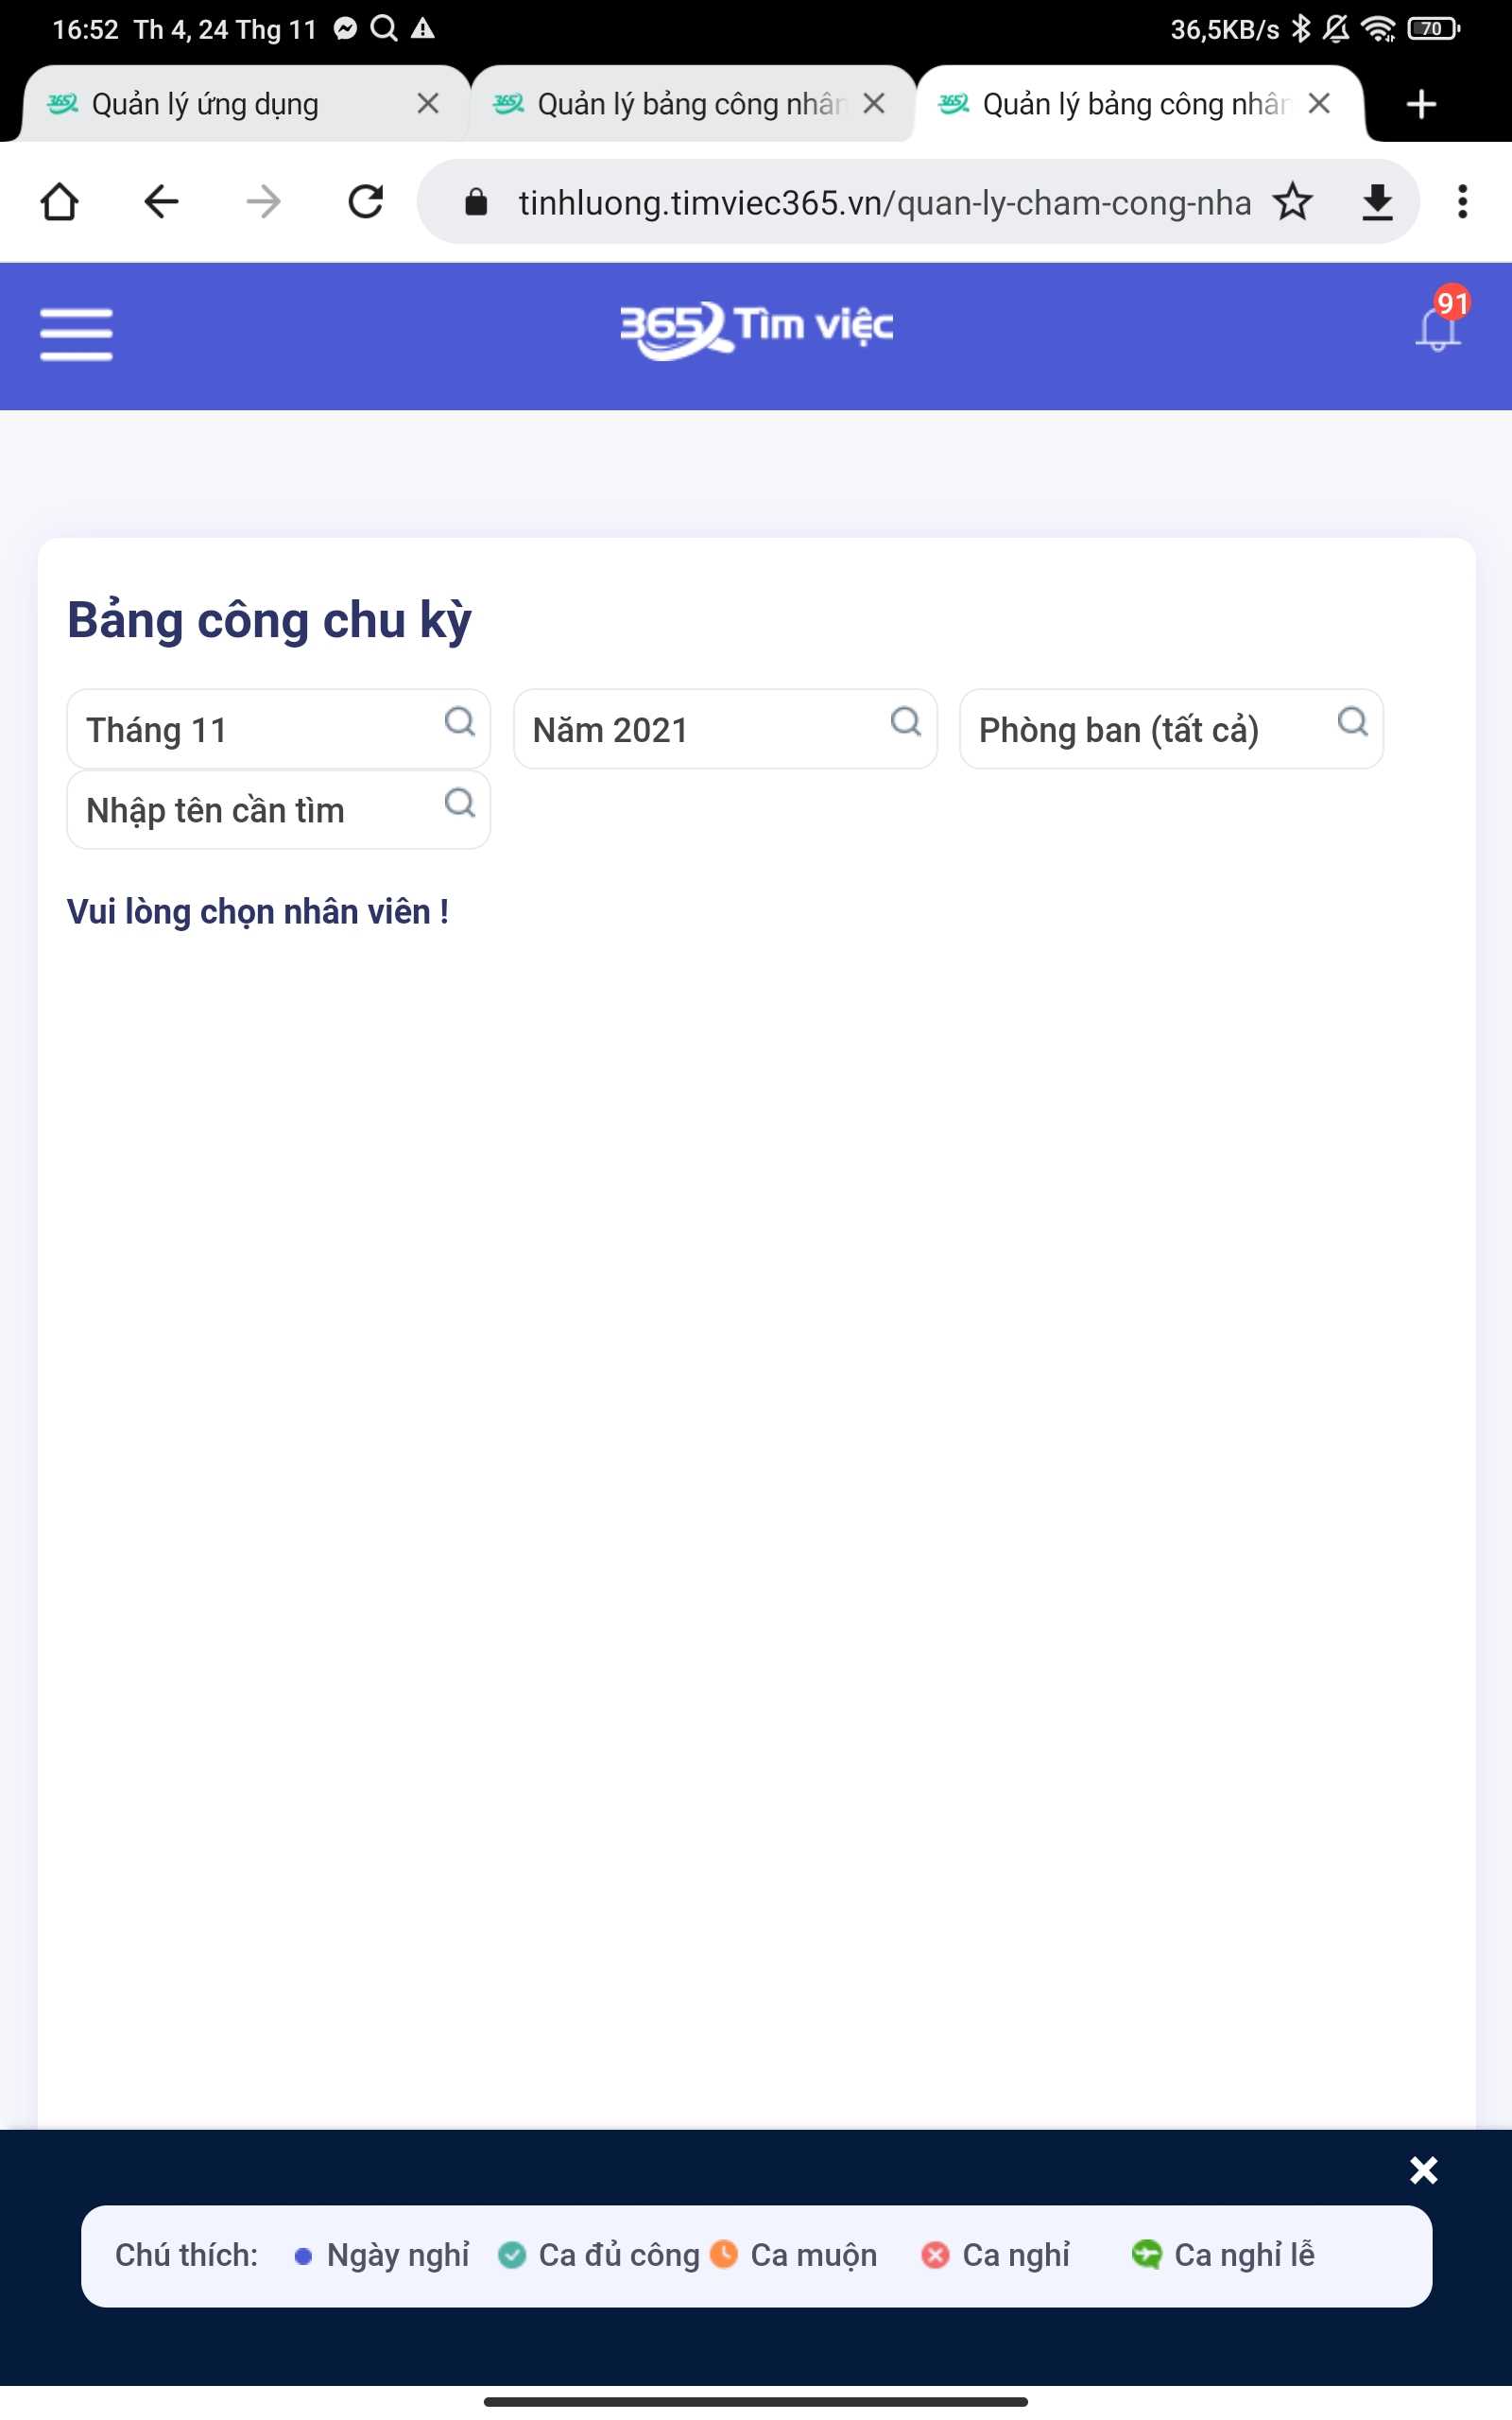 16:52 Th 4, 24 Thg 11
36,5KB/s 70
Quản lý ứng dụng
Quản lý bảng công nhân
Quản lý bảng công nhân
tinhluong.timviec365.vn/quan-ly-cham-cong-nha
365 Tìm việc
91
Bảng công chu kỳ
Tháng 11
Năm 2021
Phòng ban (tất cả)
Nhập tên cần tìm
Vui lòng chọn nhân viên !
Chú thích: Ngày nghỉ Ca đủ công Ca muộn Ca nghỉ Ca nghỉ lễ